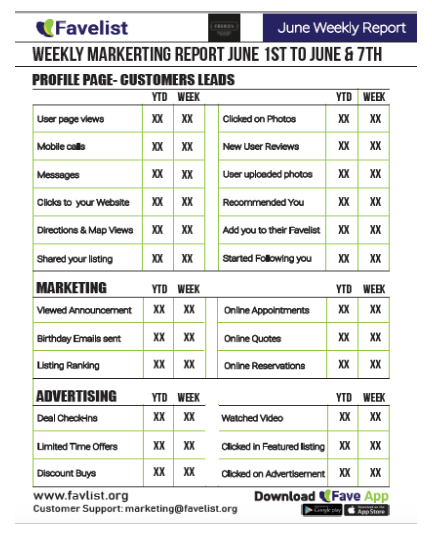 Favelist
June Weekly Report
WEEKLY MARKERTING REPORT JUNE 1ST TO JUNE & 7TH
PROFILE PAGE- CUSTOMERS LEADS
YTD WEEK YTD WEEK
User page views XX XX Clicked on Photos XX XX
Mobile calls XX XX New User Reviews XX XX
Messages XX XX User uploaded photos XX XX
Clicks to your Website XX XX Recommended You XX XX
Directions & Map Views XX XX Add you to their Favelist XX XX
Shared your listing XX XX Started Following you XX XX
MARKETING YTD WEEK YTD WEEK
Viewed Announcement XX XX Online Appointments XX XX
Birthday Emails sent XX XX Online Quotes XX XX
Listing Ranking XX XX Online Reservations XX XX
ADVERTISING YTD WEEK YTD WEEK
Deal Check-ins XX XX Watched Video XX XX
Limited Time Offers XX XX Clicked in Featured listing XX XX
Discount Buys XX XX Clicked on Advertisement XX XX
www.favlist.org Download Fave App
Customer Support: marketing@favelist.org Google play App Store